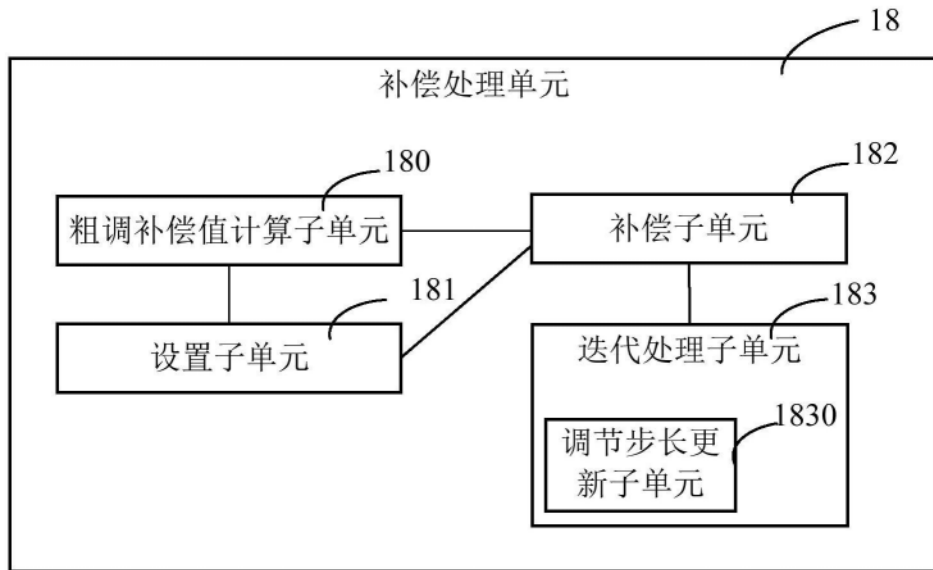 18
补偿处理单元
180
182
粗调补偿值计算子单元
补偿子单元
181
183
设置子单元
迭代处理子单元
1830
调节步长更
新子单元